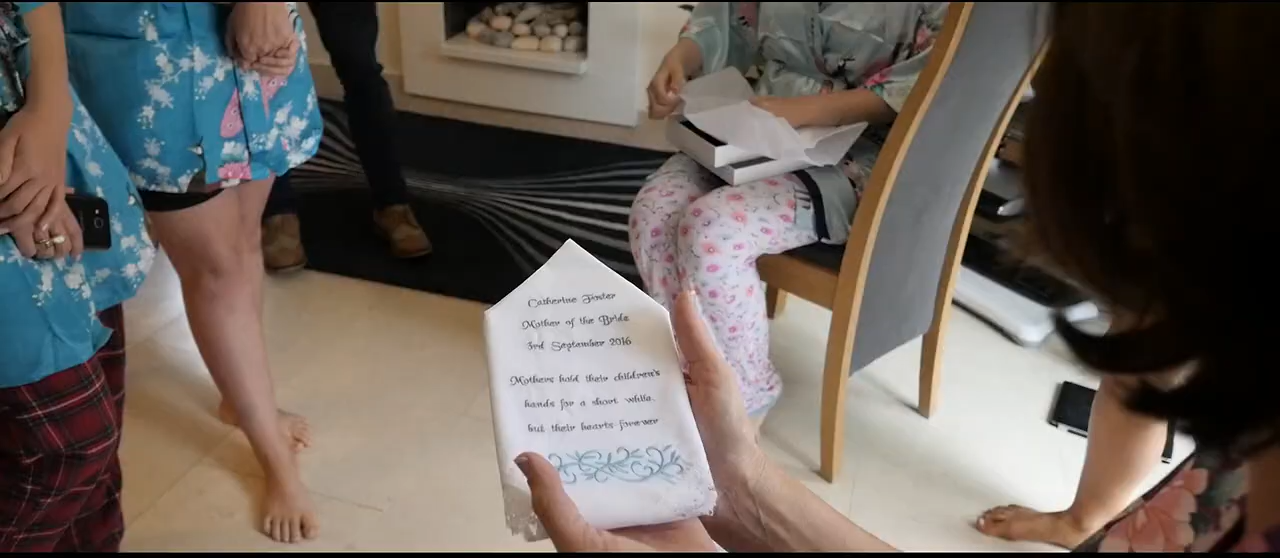 Catherine Foster
Mother of the Bride
3rd September 2016
Mothers hold their children's
hands for a short while,
but their hearts forever